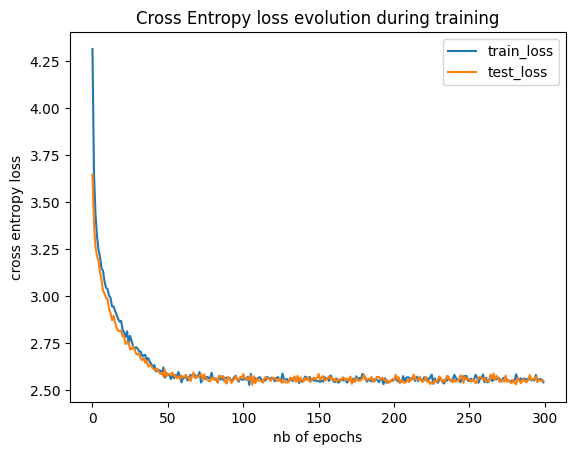 Cross Entropy loss evolution during training
train_loss
test_loss
cross entropy loss
4.25
4.00
3.75
3.50
3.25
3.00
2.75
2.50
0 50 100 150 200 250 300
nb of epochs